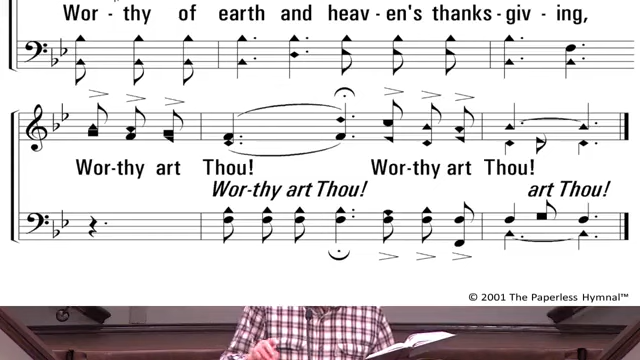 Wor - thy of earth and heav - en's thanks - giv - ing,
Wor-thy art Thou! Wor-thy art Thou!
Wor-thy art Thou! art Thou!
© 2001 The Paperless Hymnal™